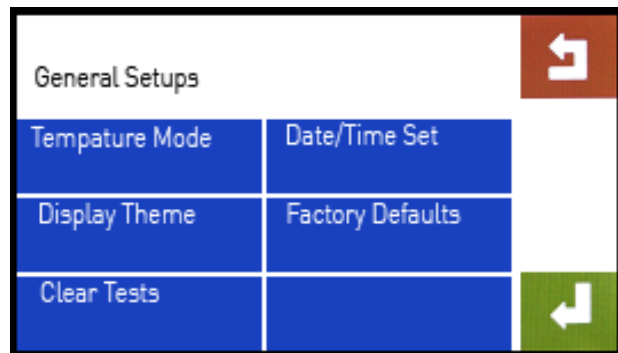 General Setups
Tempature Mode
Date/Time Set
Display Theme
Factory Defaults
Clear Tests